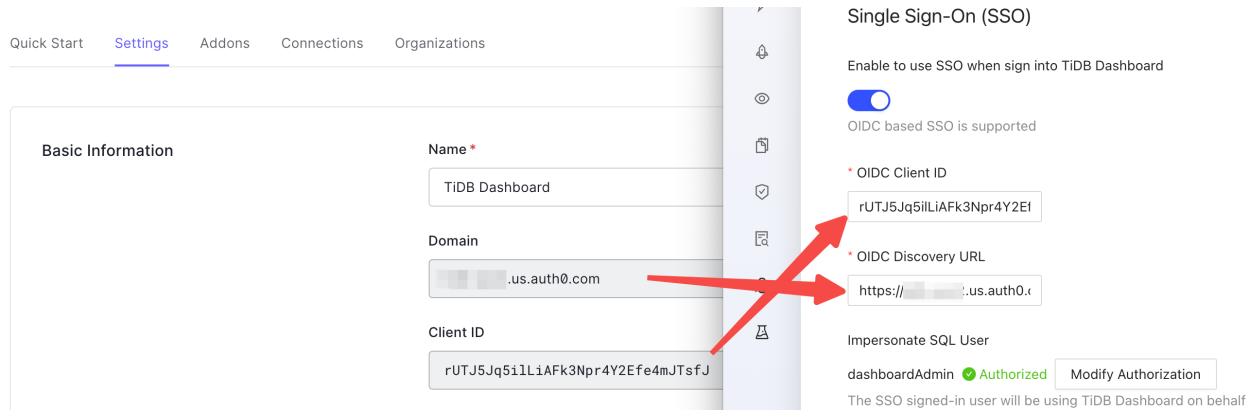 Quick Start Settings Addons Connections Organizations
Basic Information
Name *
TiDB Dashboard
Domain
.us.auth0.com
Client ID
rUTJ5Jq5ilLiAFk3Npr4Y2Efe4mJTsfJ
Single Sign-On (SSO)
Enable to use SSO when sign into TiDB Dashboard
OIDC based SSO is supported
* OIDC Client ID
rUTJ5Jq5ilLiAFk3Npr4Y2Ef
* OIDC Discovery URL
https:// .us.auth0.c
Impersonate SQL User
dashboardAdmin Authorized Modify Authorization
The SSO signed-in user will be using TiDB Dashboard on behalf